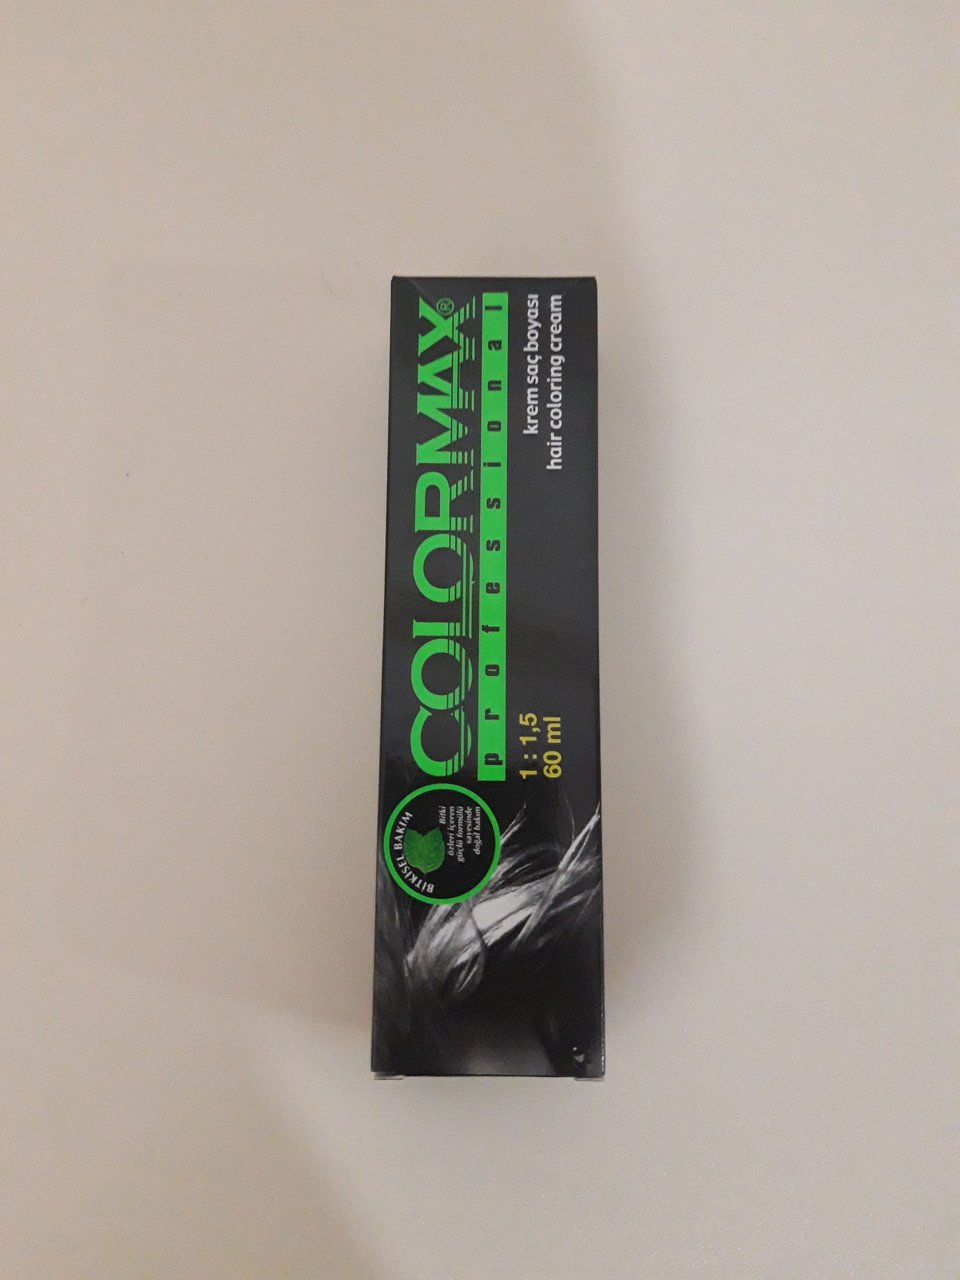 COLORMAX®
professional
krem saç boyası
hair coloring cream
1 : 1,5
60 ml
BİTKİSEL BAKIM
Bitki
özleri içeren
güçlü formülü
sayesinde
doğal bakım